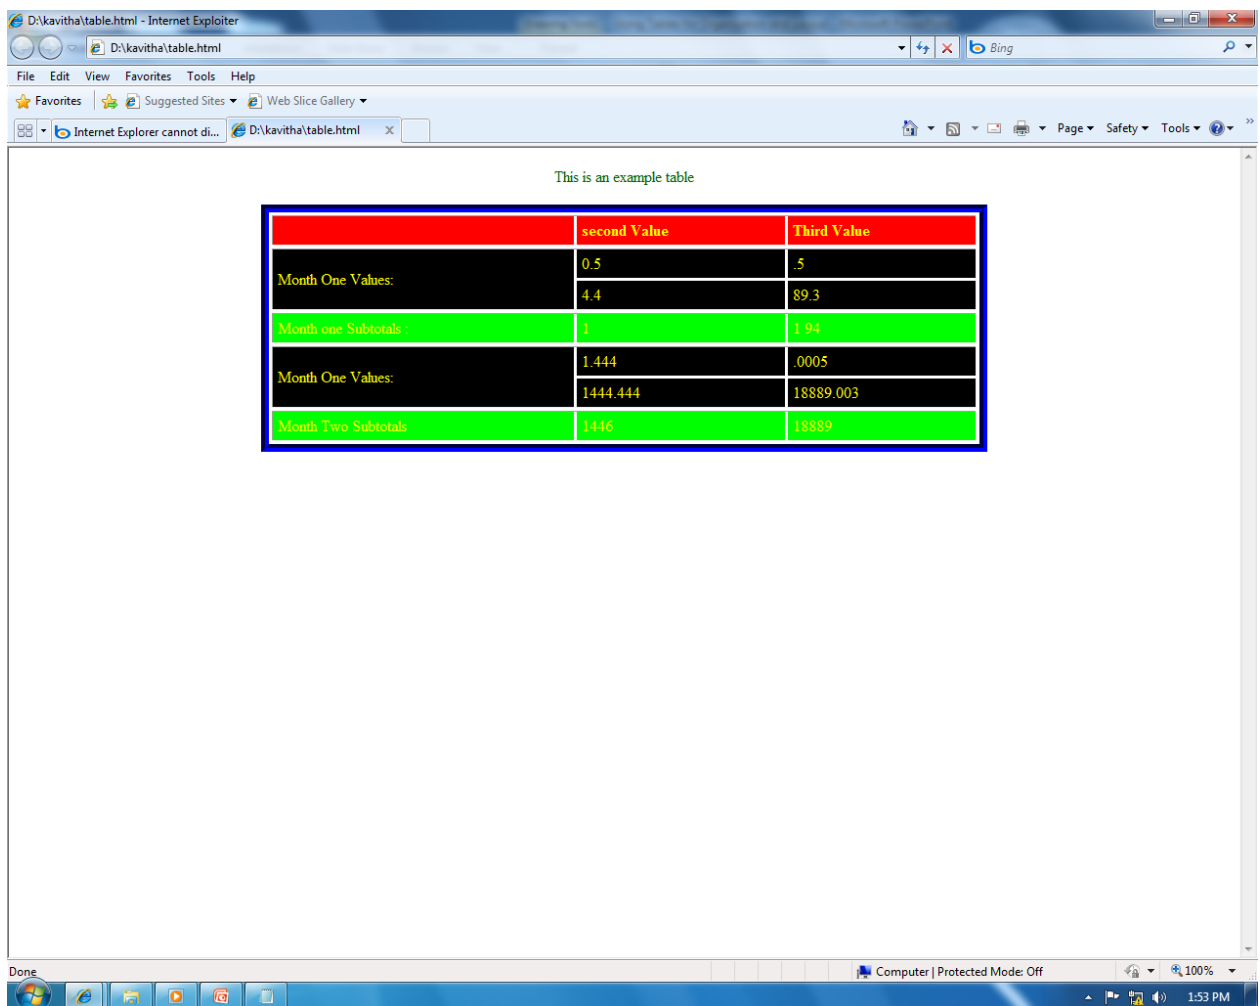 D:\kavitha\table.html - Internet Exploiter
D:\kavitha\table.html
Bing
File Edit View Favorites Tools Help
Favorites Suggested Sites Web Slice Gallery
Internet Explorer cannot di... D:\kavitha\table.html x Page Safety Tools »
This is an example table
second Value Third Value
Month One Values: 0.5 .5
4.4 89.3
Month one Subtotals : 1 1 94
Month One Values: 1.444 .0005
1444.444 18889.003
Month Two Subtotals 1446 18889
Done Computer | Protected Mode: Off 100%
1:53 PM